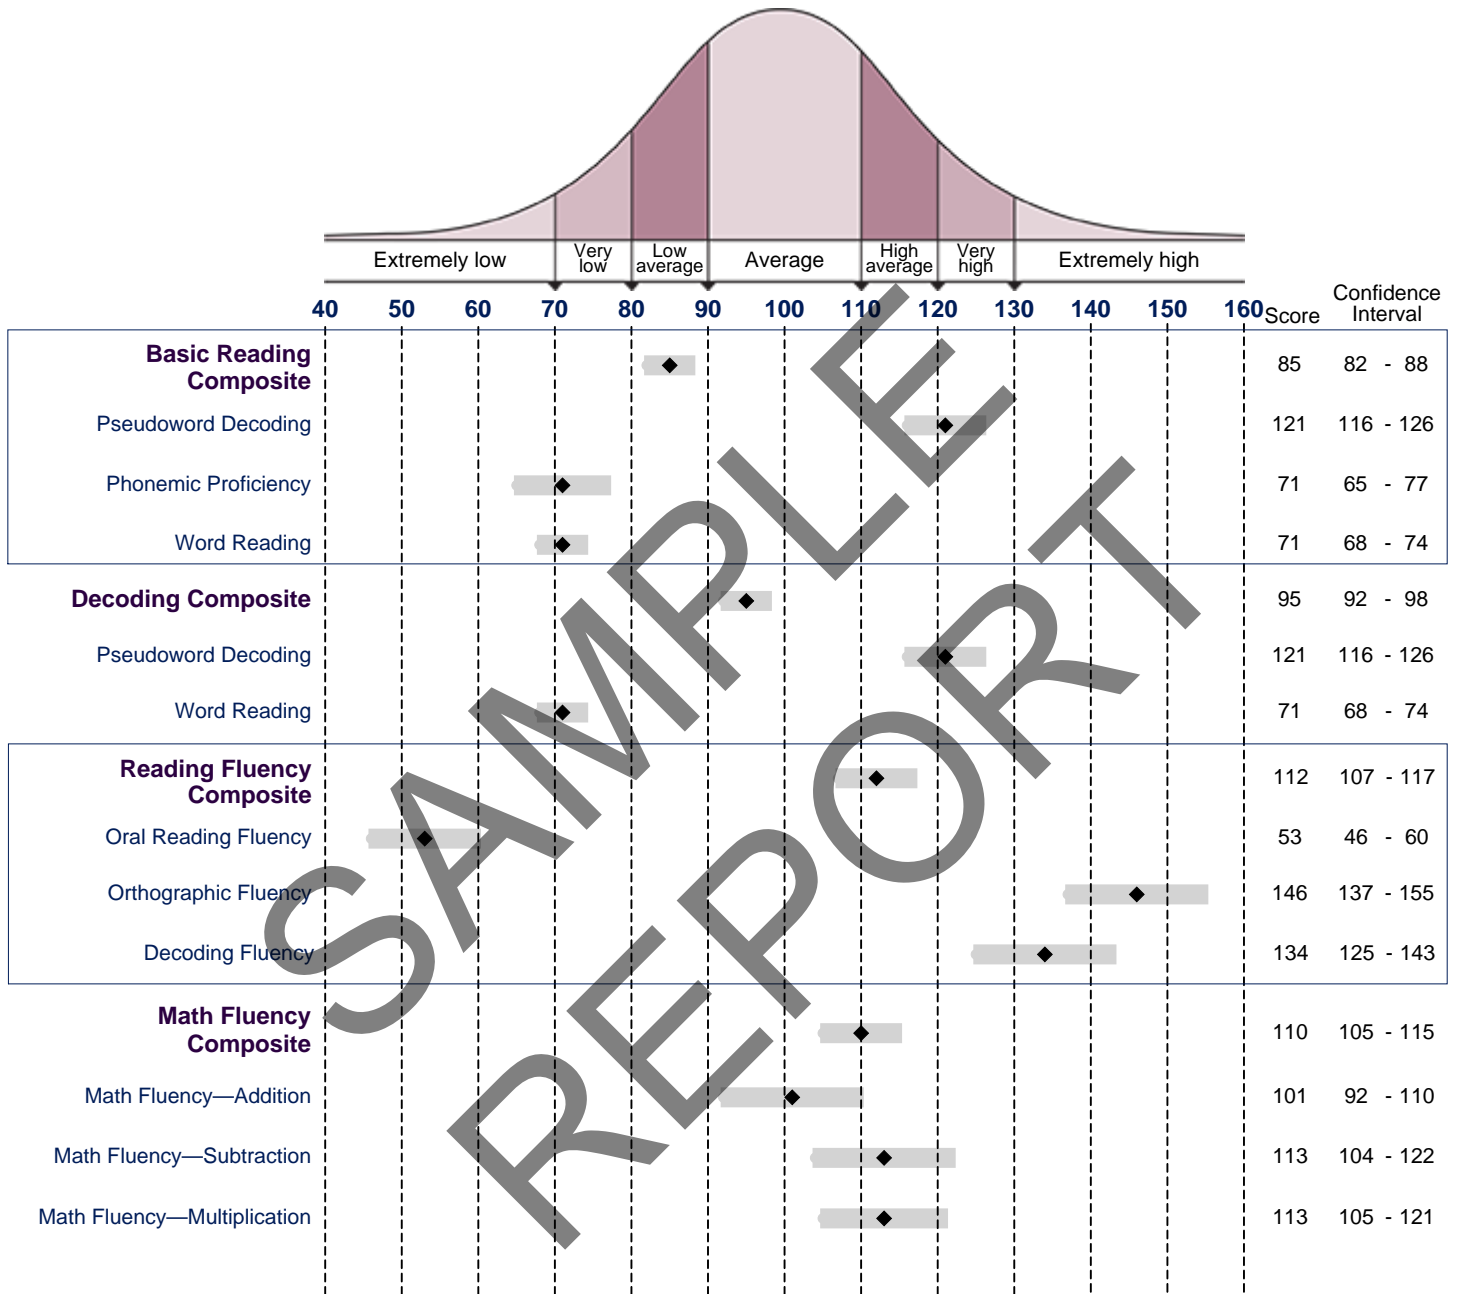 Extremely low
Very
low
Low
average
Average
High
average
Very
high
Extremely high
40 50 60 70 80 90 100 110 120 130 140 150 160 Score Confidence
Interval
Basic Reading
Composite 85 82 - 88
Pseudoword Decoding 121 116 - 126
Phonemic Proficiency 71 65 - 77
Word Reading 71 68 - 74
Decoding Composite 95 92 - 98
Pseudoword Decoding 121 116 - 126
Word Reading 71 68 - 74
Reading Fluency
Composite 112 107 - 117
Oral Reading Fluency 53 46 - 60
Orthographic Fluency 146 137 - 155
Decoding Fluency 134 125 - 143
Math Fluency
Composite 110 105 - 115
Math Fluency—Addition 101 92 - 110
Math Fluency—Subtraction 113 104 - 122
Math Fluency—Multiplication 113 105 - 121
SAMPLE
REPORT